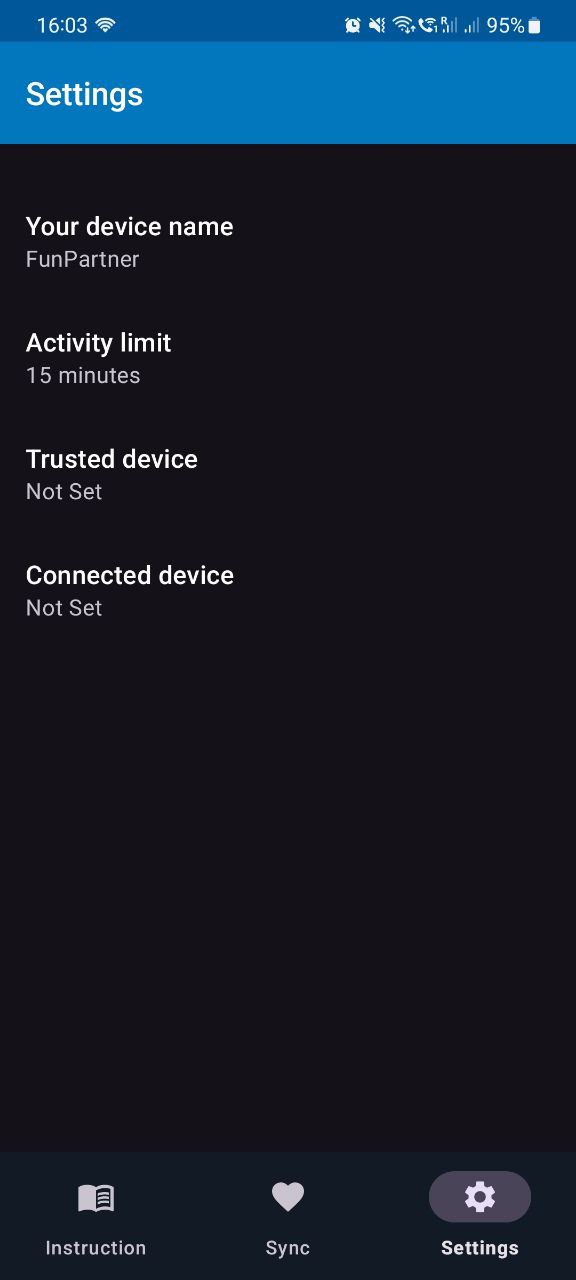 16:03 95%
Settings
Your device name
FunPartner
Activity limit
15 minutes
Trusted device
Not Set
Connected device
Not Set
Instruction Sync Settings